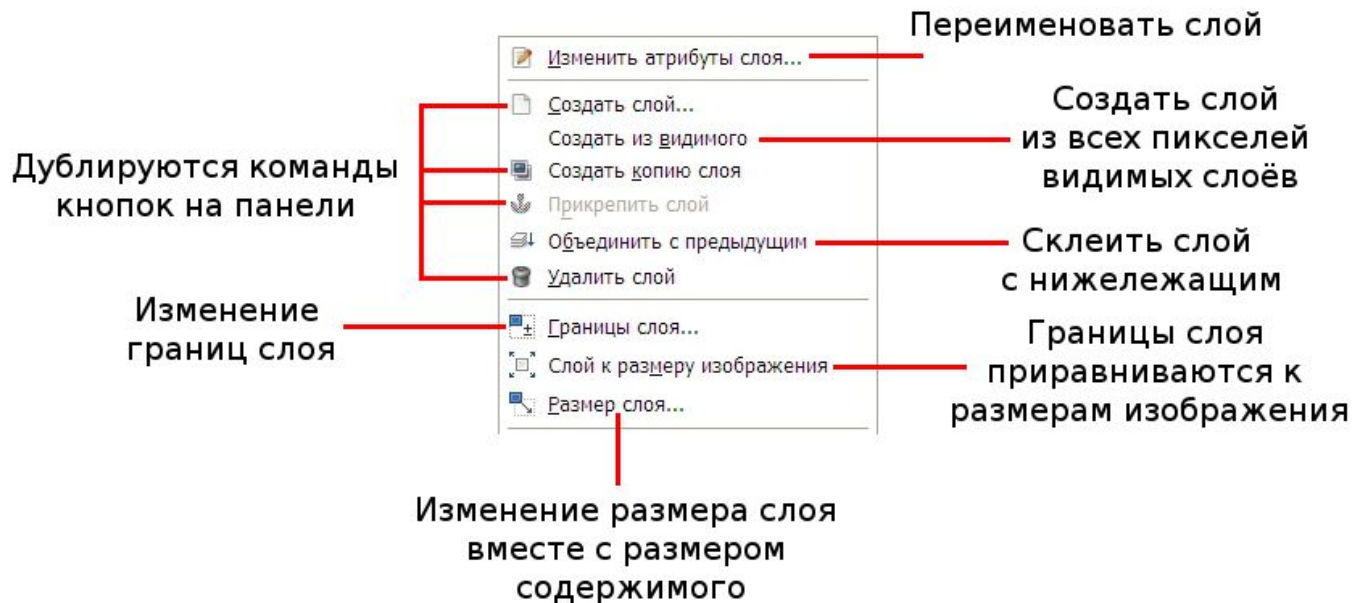 Переименовать слой
Изменить атрибуты слоя...
Создать слой...
Создать из видимого
Создать копию слоя
Прикрепить слой
Объединить с предыдущим
Удалить слой
Границы слоя...
Слой к размеру изображения
Размер слоя...
Дублируются команды
кнопок на панели
Изменение
границ слоя
Создать слой
из всех пикселей
видимых слоёв
Склеить слой
с нижележащим
Границы слоя
приравниваются к
размерам изображения
Изменение размера слоя
вместе с размером
содержимого